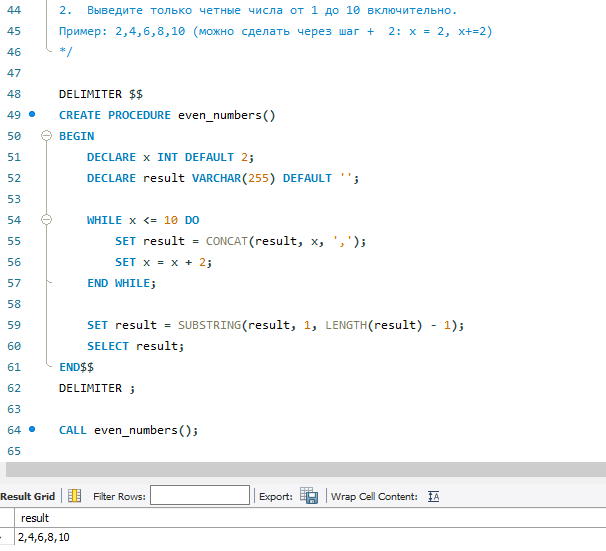 44 2. Выведите только четные числа от 1 до 10 включительно.
45 Пример: 2,4,6,8,10 (можно сделать через шаг + 2: x = 2, x+=2)
46 */
47
48 DELIMITER $$
49 CREATE PROCEDURE even_numbers()
50 BEGIN
51 DECLARE x INT DEFAULT 2;
52 DECLARE result VARCHAR(255) DEFAULT '';
53
54 WHILE x <= 10 DO
55 SET result = CONCAT(result, x, ',');
56 SET x = x + 2;
57 END WHILE;
58
59 SET result = SUBSTRING(result, 1, LENGTH(result) - 1);
60 SELECT result;
61 END$$
62 DELIMITER ;
63
64 CALL even_numbers();
65
Result Grid Filter Rows: Export: Wrap Cell Content:
result
2,4,6,8,10